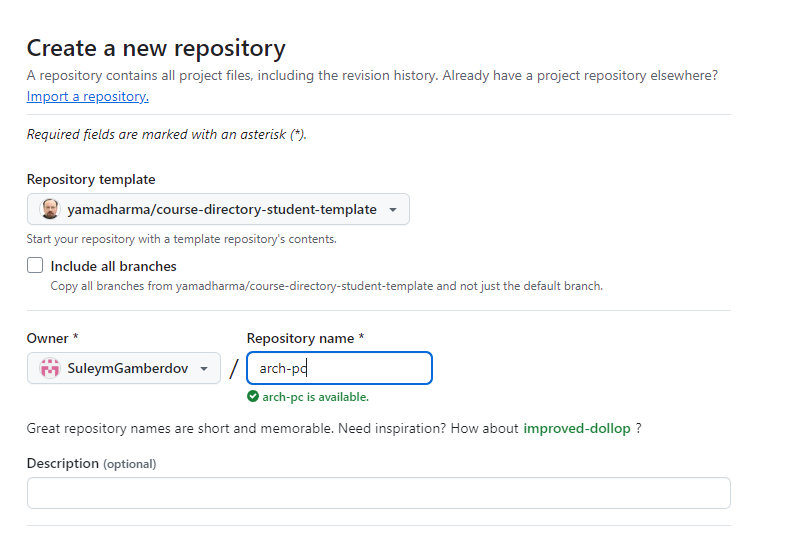 Create a new repository
A repository contains all project files, including the revision history. Already have a project repository elsewhere?
Import a repository.
Required fields are marked with an asterisk (*).
Repository template
yamadharma/course-directory-student-template
Start your repository with a template repository's contents.
Include all branches
Copy all branches from yamadharma/course-directory-student-template and not just the default branch.
Owner * Repository name *
SuleymGamberdov / arch-pc
arch-pc is available.
Great repository names are short and memorable. Need inspiration? How about improved-dollop ?
Description (optional)